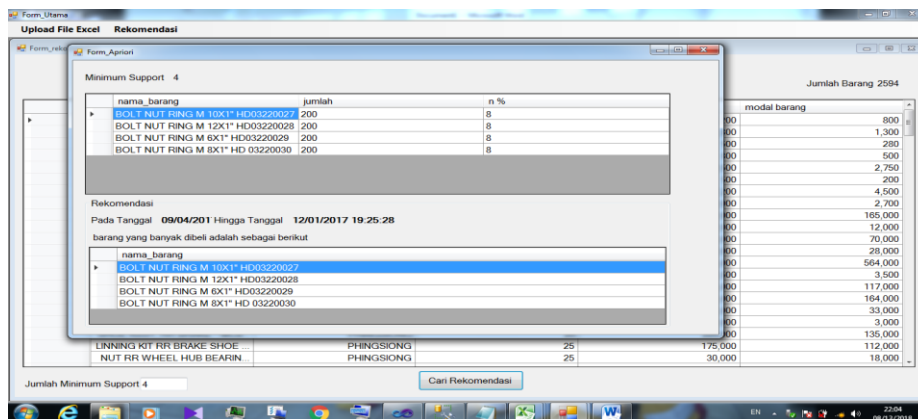 Form_Utama
Upload File Excel Rekomendasi
Form_reko
Form_Apriori
Minimum Support 4
Jumlah Barang 2594
nama_barang jumlah n %
BOLT NUT RING M 10X1" HD03220027 200 8
BOLT NUT RING M 12X1" HD03220028 200 8
BOLT NUT RING M 6X1" HD03220029 200 8
BOLT NUT RING M 8X1" HD 03220030 200 8
modal barang
800
1,300
280
500
2,750
200
4,500
2,700
165,000
12,000
70,000
28,000
564,000
3,500
117,000
164,000
33,000
3,000
135,000
Rekomendasi
Pada Tanggal 09/04/201 Hingga Tanggal 12/01/2017 19:25:28
barang yang banyak dibeli adalah sebagai berikut
nama_barang
BOLT NUT RING M 10X1" HD03220027
BOLT NUT RING M 12X1" HD03220028
BOLT NUT RING M 6X1" HD03220029
BOLT NUT RING M 8X1" HD 03220030
LINNING KIT RR BRAKE SHOE ... PHINGSIONG 25 175,000 112,000
NUT RR WHEEL HUB BEARIN... PHINGSIONG 25 30,000 18,000
Jumlah Minimum Support 4
Cari Rekomendasi
EN 22:04
08/12/2018